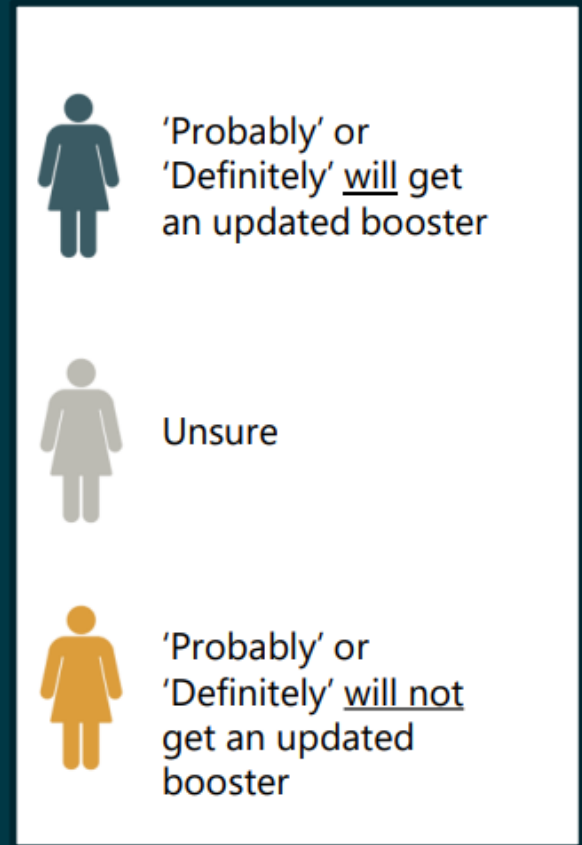 ‘Probably’ or
‘Definitely’ will get
an updated booster
Unsure
‘Probably’ or
‘Definitely’ will not
get an updated
booster